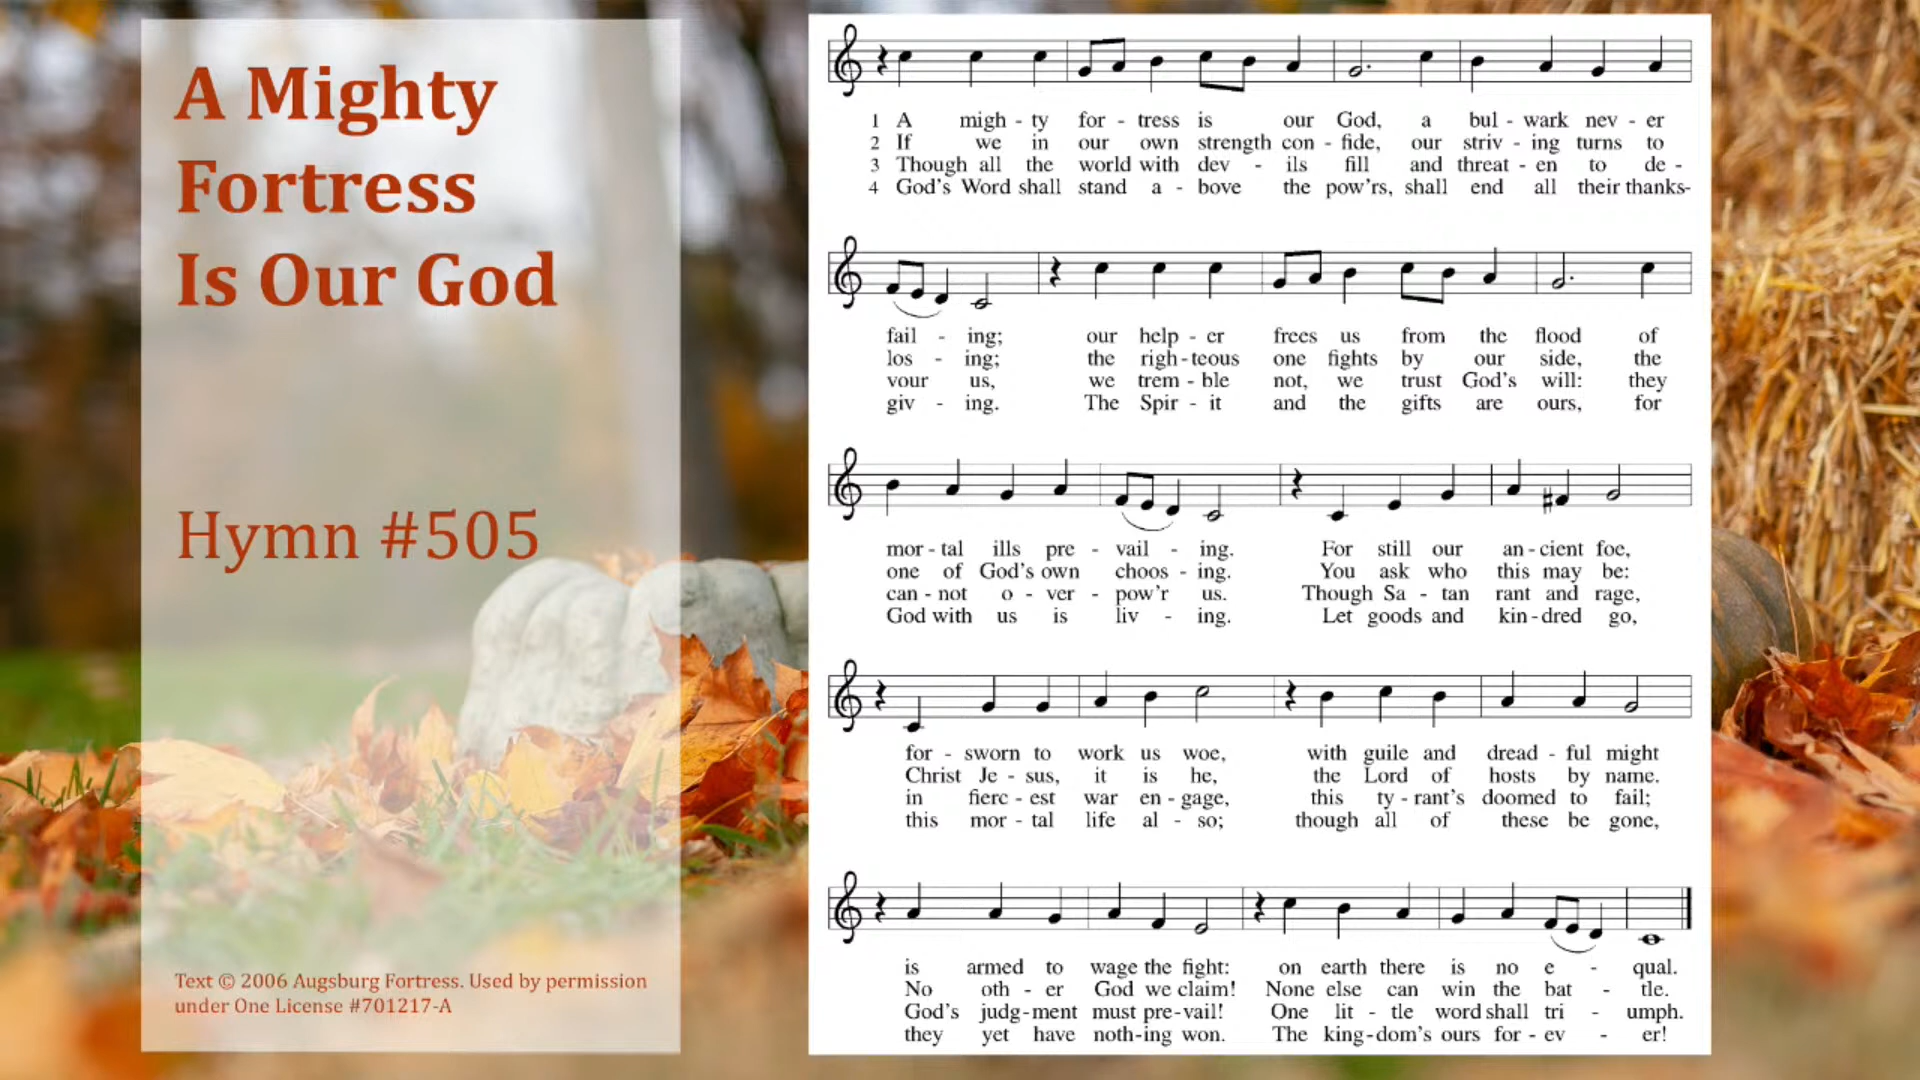 A Mighty
Fortress
Is Our God
Hymn #505
Text © 2006 Augsburg Fortress. Used by permission
under One License #701217-A
1 A migh - ty for - tress is our God, a bul - wark nev - er
2 If we in our own strength con - fide, our striv - ing turns to
3 Though all the world with dev - ils fill and threat - en to de -
4 God's Word shall stand a - bove the pow'rs, shall end all their thanks-
fail - ing; our help - er frees us from the flood of
los - ing; the righ - teous one fights by our side, the
vour us, we trem - ble not, we trust God's will: they
giv - ing. The Spir - it and the gifts are ours, for
mor - tal ills pre - vail - ing. For still our an - cient foe,
one of God's own choos - ing. You ask who this may be:
can - not o - ver - pow'r us. Though Sa - tan rant and rage,
God with us is liv - ing. Let goods and kin - dred go,
for - sworn to work us woe, with guile and dread - ful might
Christ Je - sus, it is he, the Lord of hosts by name.
in fierc - est war en - gage, this ty - rant's doomed to fail;
this mor - tal life al - so; though all of these be gone,
is armed to wage the fight: on earth there is no e - qual.
No oth - er God we claim! None else can win the bat - tle.
God's judg - ment must pre - vail! One lit - tle word shall tri - umph.
they yet have noth - ing won. The king - dom's ours for - ev - er!